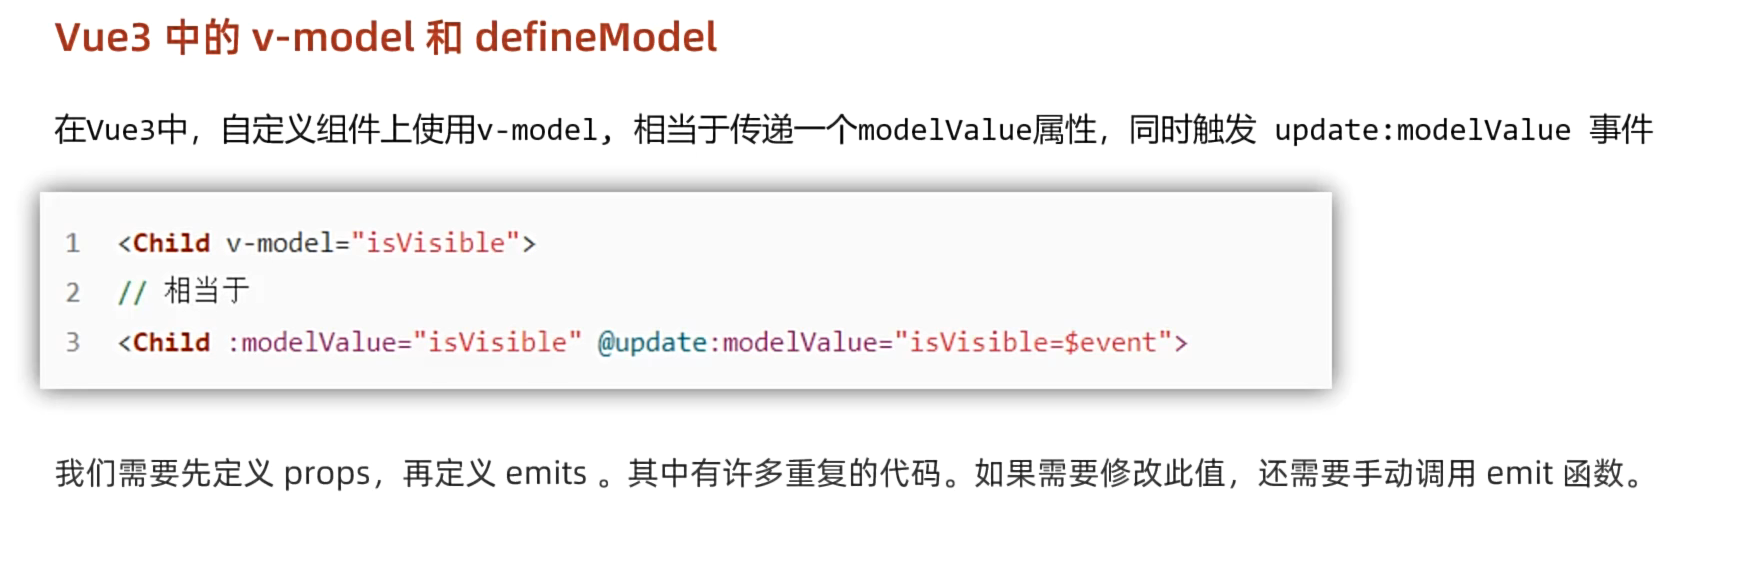 Vue3 中的 v-model 和 defineModel
在Vue3中，自定义组件上使用v-model, 相当于传递一个modelValue属性，同时触发 update:modelValue 事件
1 <Child v-model="isVisible">
2 // 相当于
3 <Child :modelValue="isVisible" @update:modelValue="isVisible=$event">
我们需要先定义 props，再定义 emits 。其中有许多重复的代码。如果需要修改此值，还需要手动调用 emit 函数。